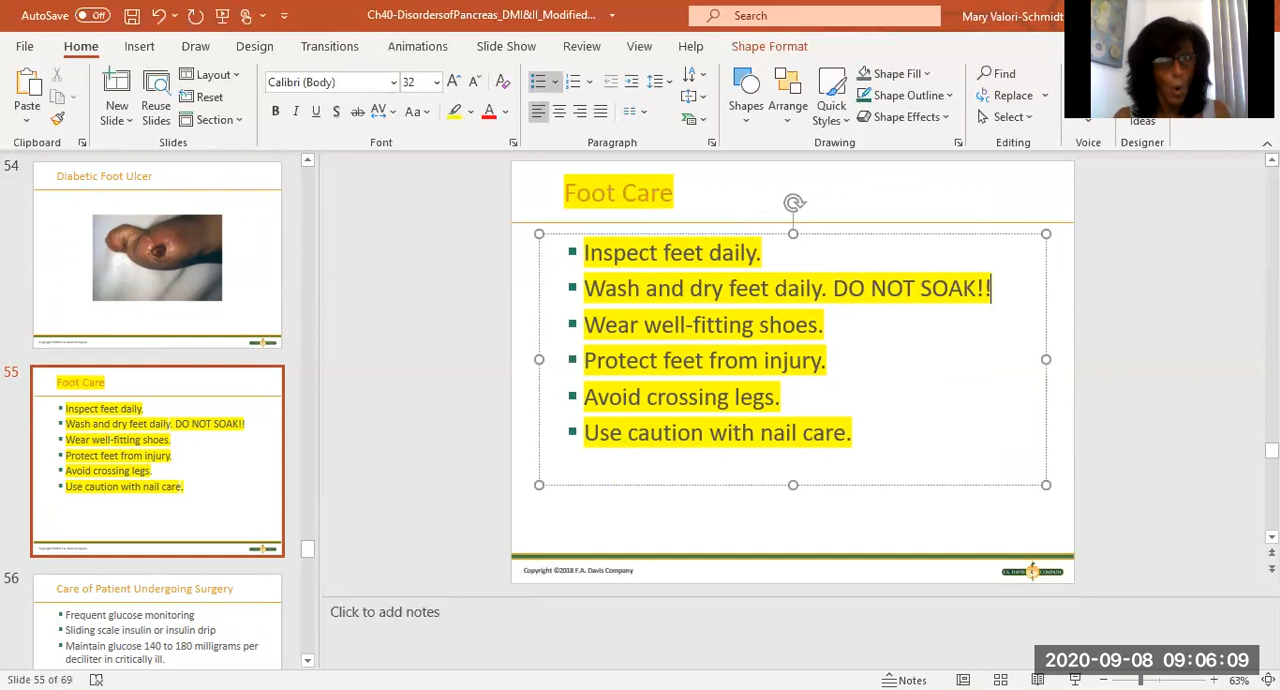 AutoSave Off Ch40-DisordersofPancreas_DMI&II_Modified... Search Mary Valori-Schmidt
File Home Insert Draw Design Transitions Animations Slide Show Review View Help Shape Format
Paste New Slide Reuse Slides Layout Reset Section
Calibri (Body) 32
Shapes Arrange Quick Styles Shape Fill Shape Outline Shape Effects
Find Replace Select
Ideas
Clipboard Slides Font Paragraph Drawing Editing Voice Designer
54
Diabetic Foot Ulcer
55
Foot Care
Inspect feet daily.
Wash and dry feet daily. DO NOT SOAK!!
Wear well-fitting shoes.
Protect feet from injury.
Avoid crossing legs.
Use caution with nail care.
56
Care of Patient Undergoing Surgery
Frequent glucose monitoring
Sliding scale insulin or insulin drip
Maintain glucose 140 to 180 milligrams per
deciliter in critically ill.
Foot Care
Inspect feet daily.
Wash and dry feet daily. DO NOT SOAK!!
Wear well-fitting shoes.
Protect feet from injury.
Avoid crossing legs.
Use caution with nail care.
Copyright ©2018 F.A. Davis Company
Click to add notes
2020-09-08 09:06:09
Slide 55 of 69 Notes 63%